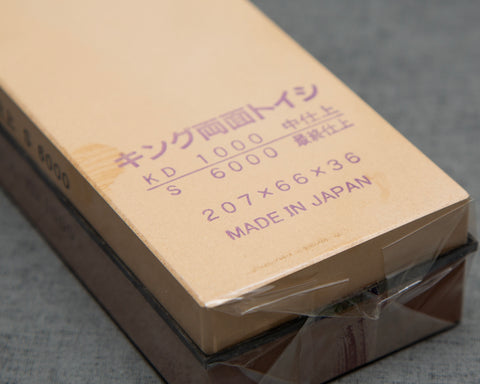 キング両面トイシ
KD 1000 中仕上
S 6000 最終仕上
207×66×36
MADE IN JAPAN
S 6000